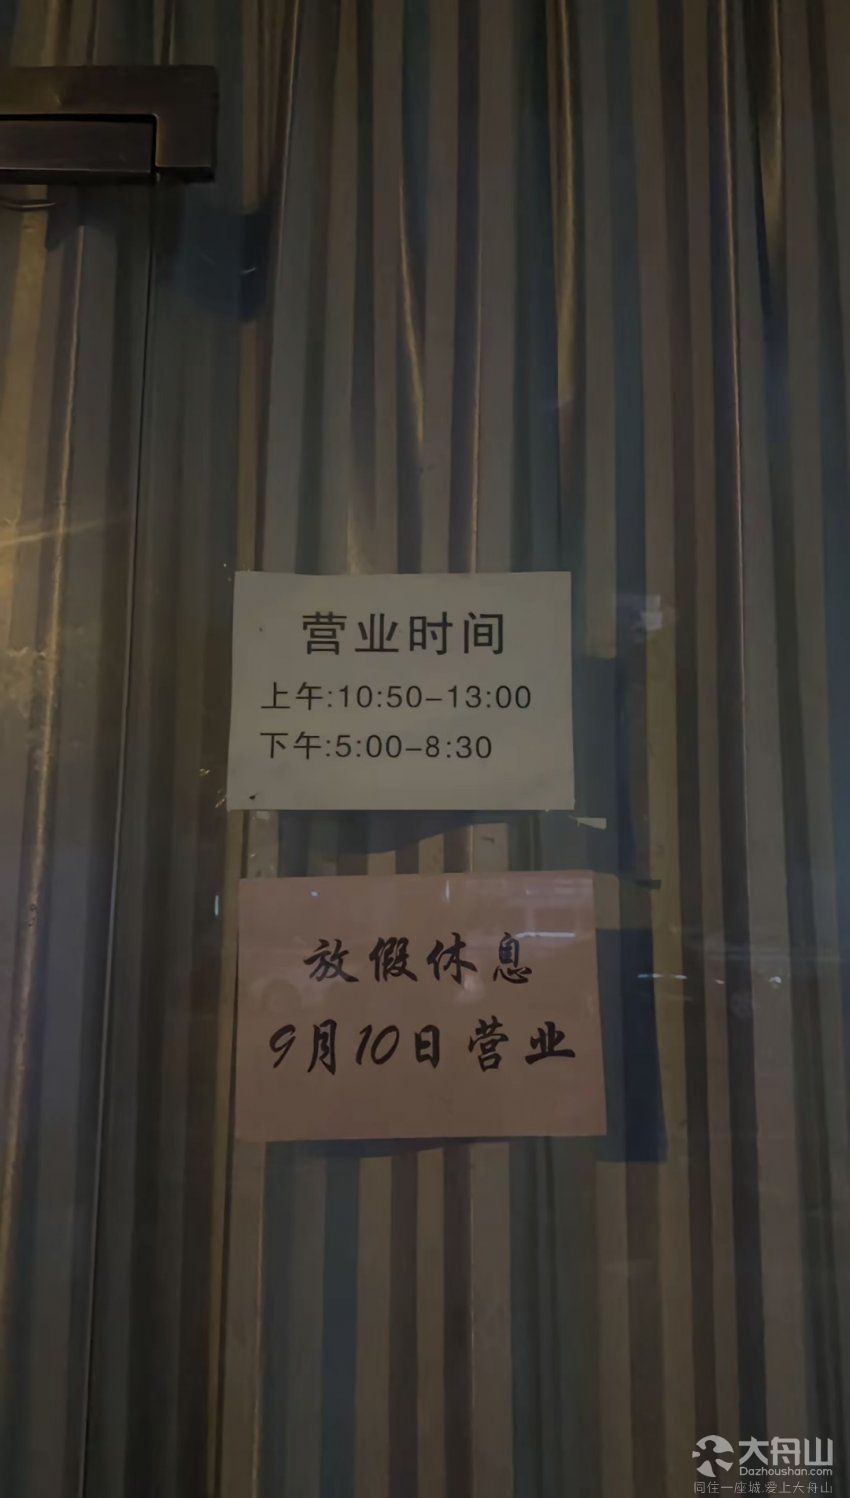 营业时间
上午:10:50-13:00
下午:5:00-8:30
放假休息
9月10日 营业
大舟山
Dazhoushan.com
同住一座城.爱上大舟山